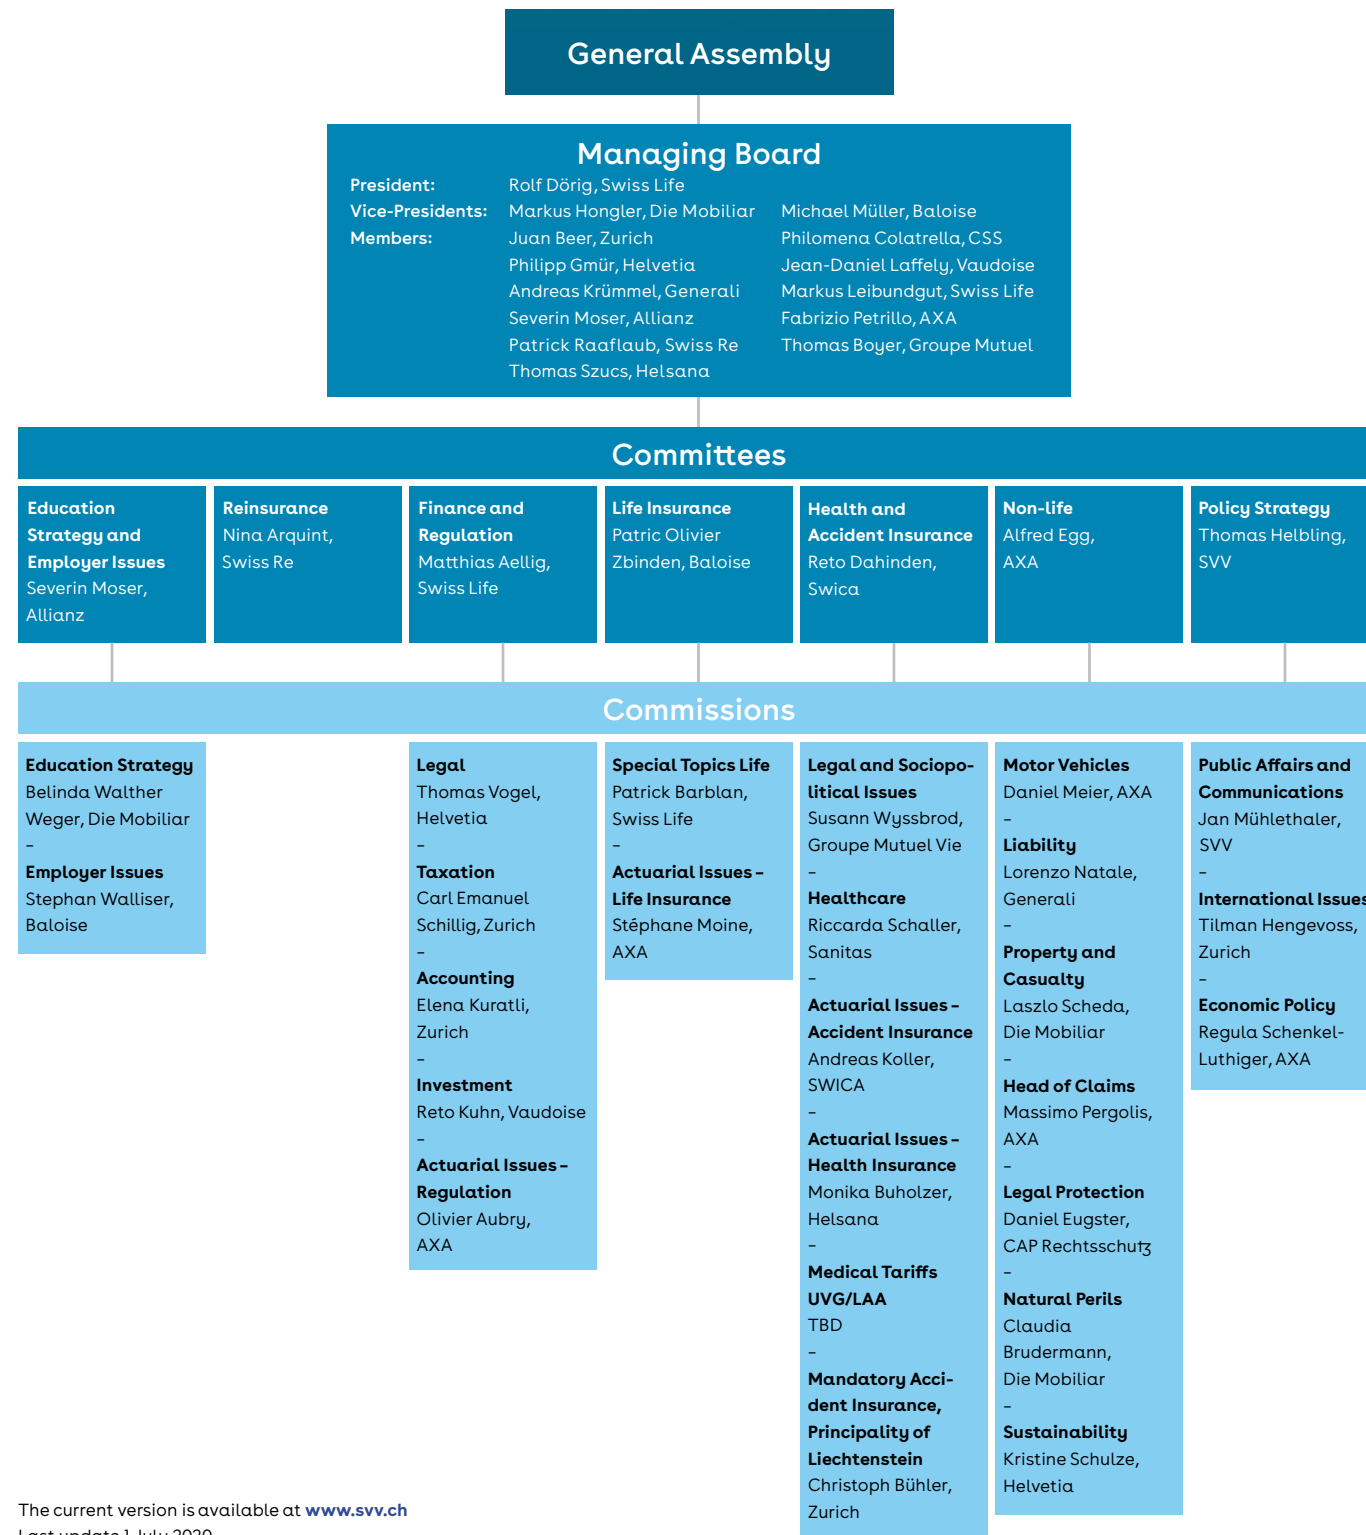 General Assembly
Managing Board
President: Rolf Dörig, Swiss Life
Vice-Presidents: Markus Hongler, Die Mobiliar Michael Müller, Baloise
Members: Juan Beer, Zurich Philomena Colatrella, CSS
Philipp Gmür, Helvetia Jean-Daniel Laffely, Vaudoise
Andreas Krümmel, Generali Markus Leibundgut, Swiss Life
Severin Moser, Allianz Fabrizio Petrillo, AXA
Patrick Raaflaub, Swiss Re Thomas Boyer, Groupe Mutuel
Thomas Szucs, Helsana
Committees
Education
Strategy and
Employer Issues
Severin Moser,
Allianz
Reinsurance
Nina Arquint,
Swiss Re
Finance and
Regulation
Matthias Aellig,
Swiss Life
Life Insurance
Patric Olivier
Zbinden, Baloise
Health and
Accident Insurance
Reto Dahinden,
Swica
Non-life
Alfred Egg,
AXA
Policy Strategy
Thomas Helbling,
SVV
Commissions
Education Strategy
Belinda Walther
Weger, Die Mobiliar
–
Employer Issues
Stephan Walliser,
Baloise
Legal
Thomas Vogel,
Helvetia
–
Taxation
Carl Emanuel
Schillig, Zurich
–
Accounting
Elena Kuratli,
Zurich
–
Investment
Reto Kuhn, Vaudoise
–
Actuarial Issues –
Regulation
Olivier Aubry,
AXA
Special Topics Life
Patrick Barblan,
Swiss Life
–
Actuarial Issues –
Life Insurance
Stéphane Moine,
AXA
Legal and Sociopo-
litical Issues
Susann Wyssbrod,
Groupe Mutuel Vie
–
Healthcare
Riccarda Schaller,
Sanitas
–
Actuarial Issues –
Accident Insurance
Andreas Koller,
SWICA
–
Actuarial Issues –
Health Insurance
Monika Buholzer,
Helsana
–
Medical Tariffs
UVG/LAA
TBD
–
Mandatory Acci-
dent Insurance,
Principality of
Liechtenstein
Christoph Bühler,
Zurich
Motor Vehicles
Daniel Meier, AXA
–
Liability
Lorenzo Natale,
Generali
–
Property and
Casualty
Laszlo Scheda,
Die Mobiliar
–
Head of Claims
Massimo Pergolis,
AXA
–
Legal Protection
Daniel Eugster,
CAP Rechtsschutz
–
Natural Perils
Claudia
Brudermann,
Die Mobiliar
–
Sustainability
Kristine Schulze,
Helvetia
Public Affairs and
Communications
Jan Mühlethaler,
SVV
–
International Issues
Tilman Hengevoss,
Zurich
–
Economic Policy
Regula Schenkel-
Luthiger, AXA
The current version is available at www.svv.ch
Last update 1 July 2020